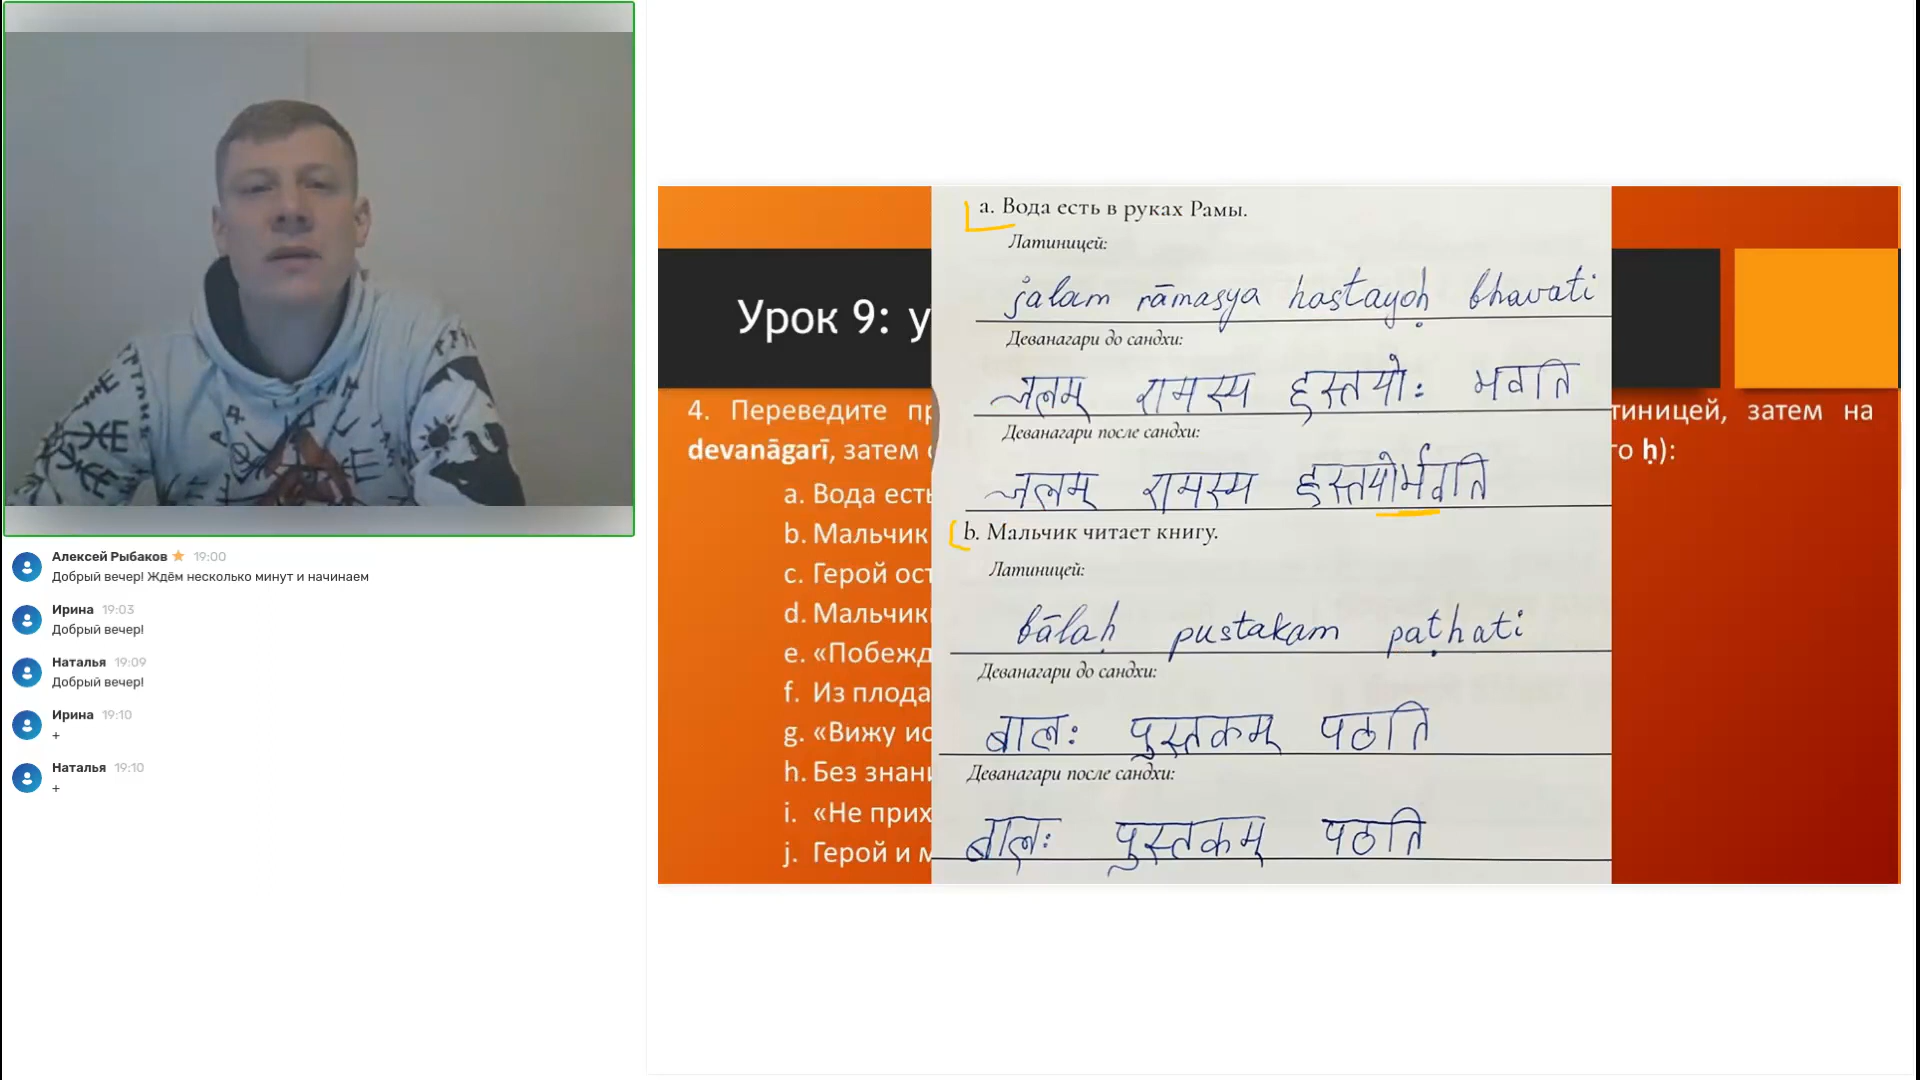 Алексей Рыбаков 19:00
Добрый вечер! Ждём несколько минут и начинаем
Ирина 19:03
Добрый вечер!
Наталья 19:09
Добрый вечер!
Ирина 19:10
+
Наталья 19:10
+
Урок 9: у
4. Переведите пр
тиницей, затем на
devanāgarī, затем
о ḥ):
a. Вода есть
b. Мальчик
c. Герой ост
d. Мальчик
e. «Побежд
f. Из плода
g. «Вижу ис
h. Без знани
i. «Не прих
j. Герой и м
a. Вода есть в руках Рамы.
Латиницей:
jalam rāmasya hastayoḥ bhavati
Деванагари до сандхи:
जलम् रामस्य हस्तयोः भवति
Деванагари после сандхи:
जलम् रामस्य हस्तयोर्भवति
b. Мальчик читает книгу.
Латиницей:
bālaḥ pustakam paṭhati
Деванагари до сандхи:
बालः पुस्तकम् पठति
Деванагари после сандхи:
बालः पुस्तकम् पठति